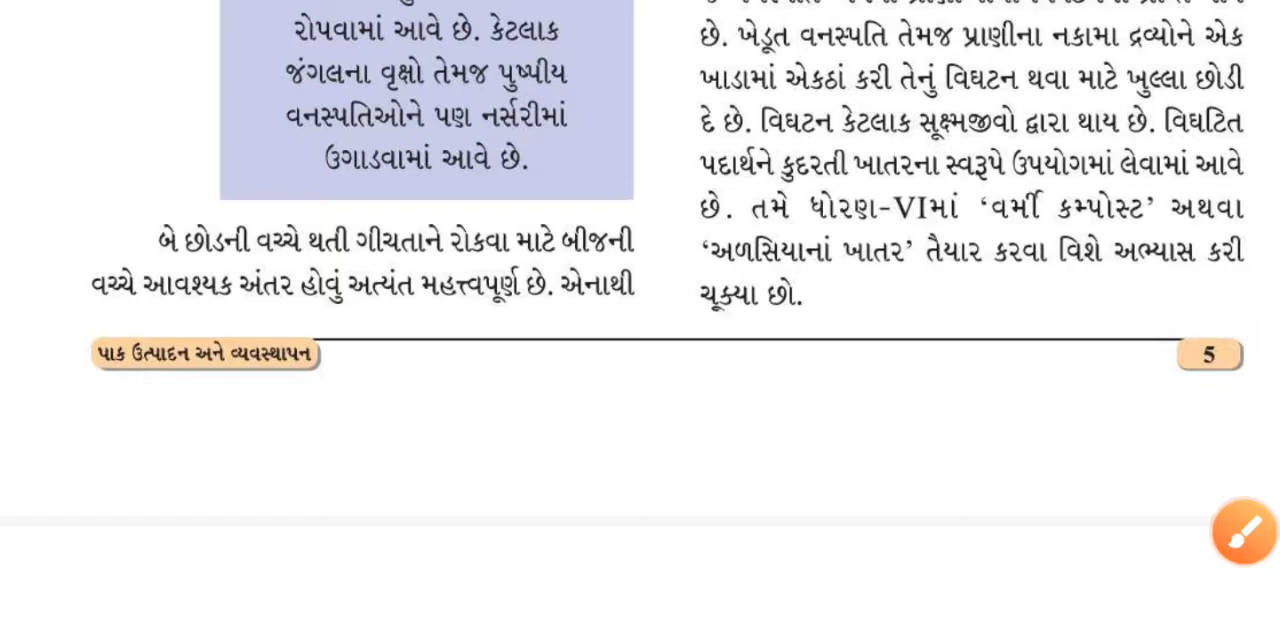 રોપવામાં આવે છે. કેટલાક
જંગલના વૃક્ષો તેમજ પુષ્પીય
વનસ્પતિઓને પણ નર્સરીમાં
ઉગાડવામાં આવે છે.
બે છોડની વચ્ચે થતી ગીચતાને રોકવા માટે બીજની
વચ્ચે આવશ્યક અંતર હોવું અત્યંત મહત્ત્વપૂર્ણ છે. એનાથી
છે. ખેડૂત વનસ્પતિ તેમજ પ્રાણીના નકામા દ્રવ્યોને એક
ખાડામાં એકઠાં કરી તેનું વિઘટન થવા માટે ખુલ્લા છોડી
દે છે. વિઘટન કેટલાક સૂક્ષ્મજીવો દ્વારા થાય છે. વિઘટિત
પદાર્થને કુદરતી ખાતરના સ્વરૂપે ઉપયોગમાં લેવામાં આવે
છે. તમે ધોરણ-VIમાં ‘વર્મી કમ્પોસ્ટ’ અથવા
‘અળસિયાનાં ખાતર’ તૈયાર કરવા વિશે અભ્યાસ કરી
ચૂક્યા છો.
પાક ઉત્પાદન અને વ્યવસ્થાપન
5